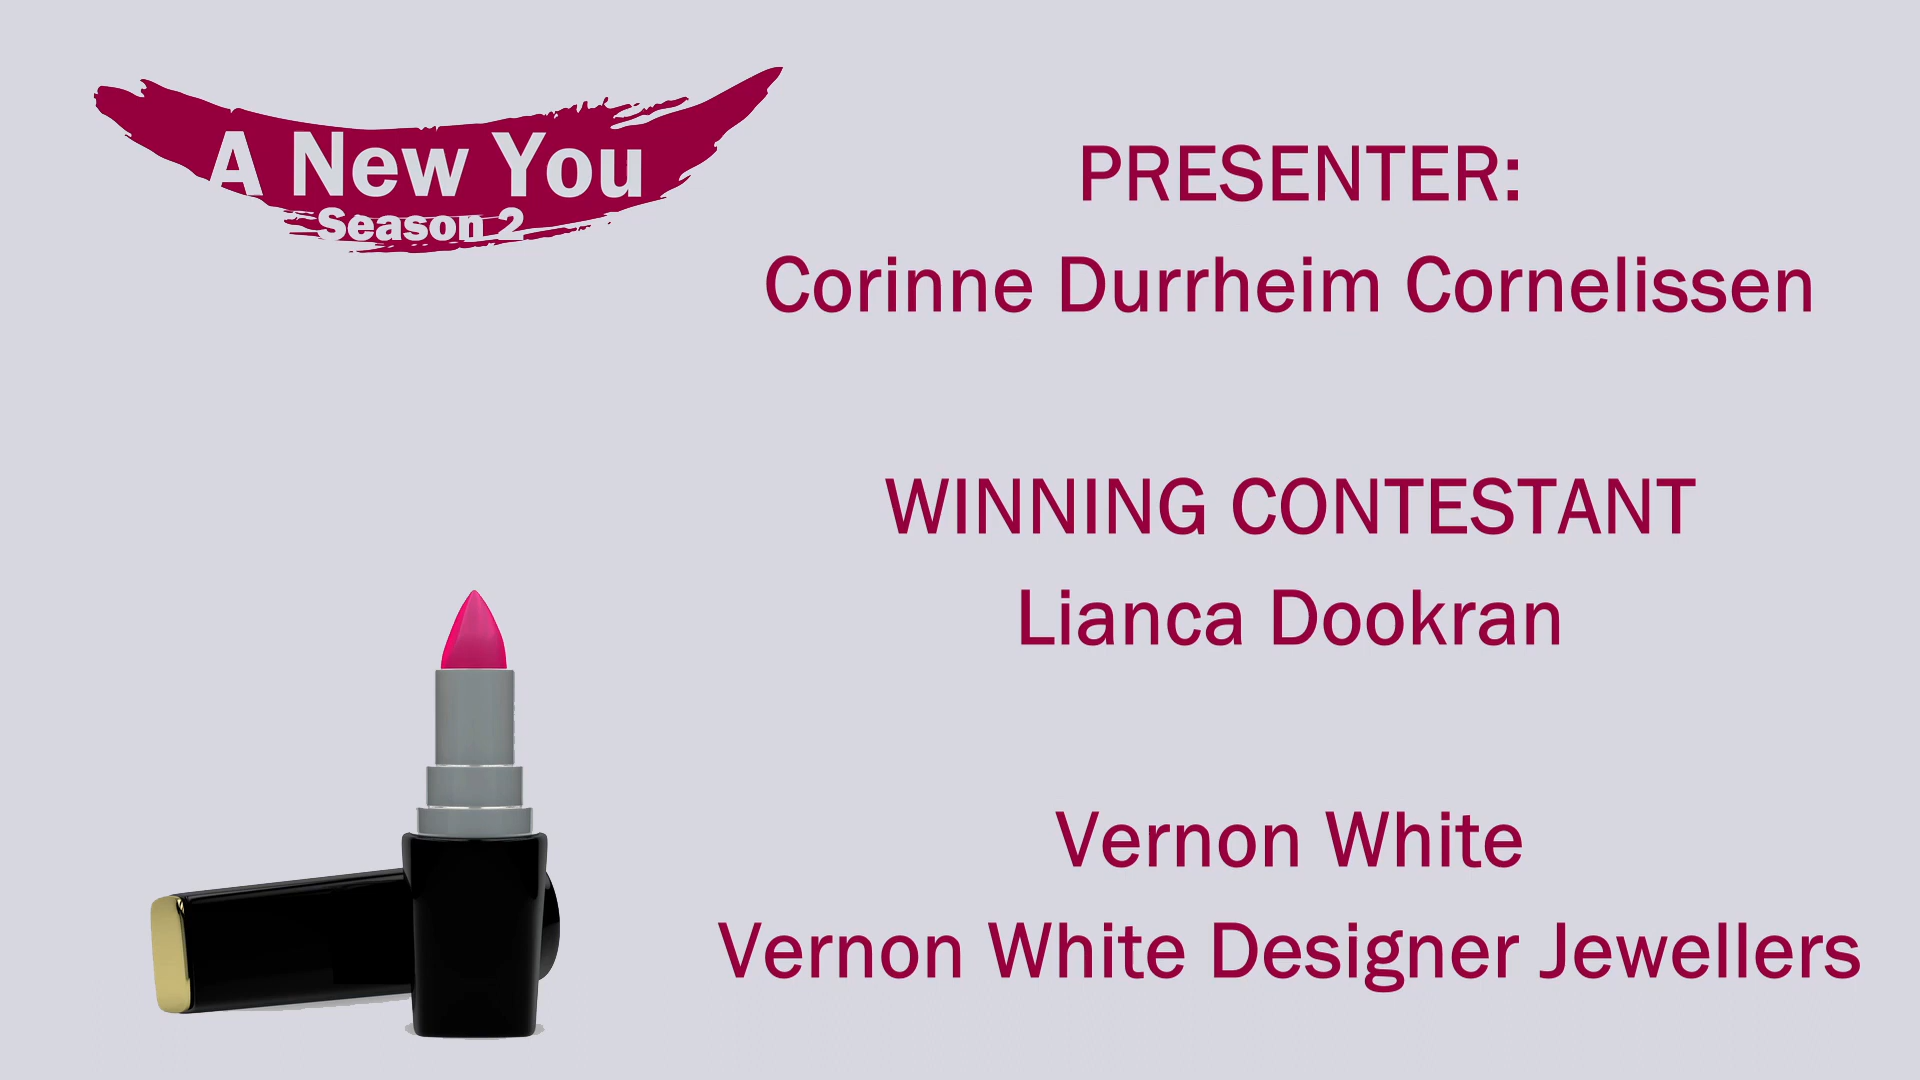 A New You
Season 2
PRESENTER:
Corinne Durrheim Cornelissen
WINNING CONTESTANT
Lianca Dookran
Vernon White
Vernon White Designer Jewellers